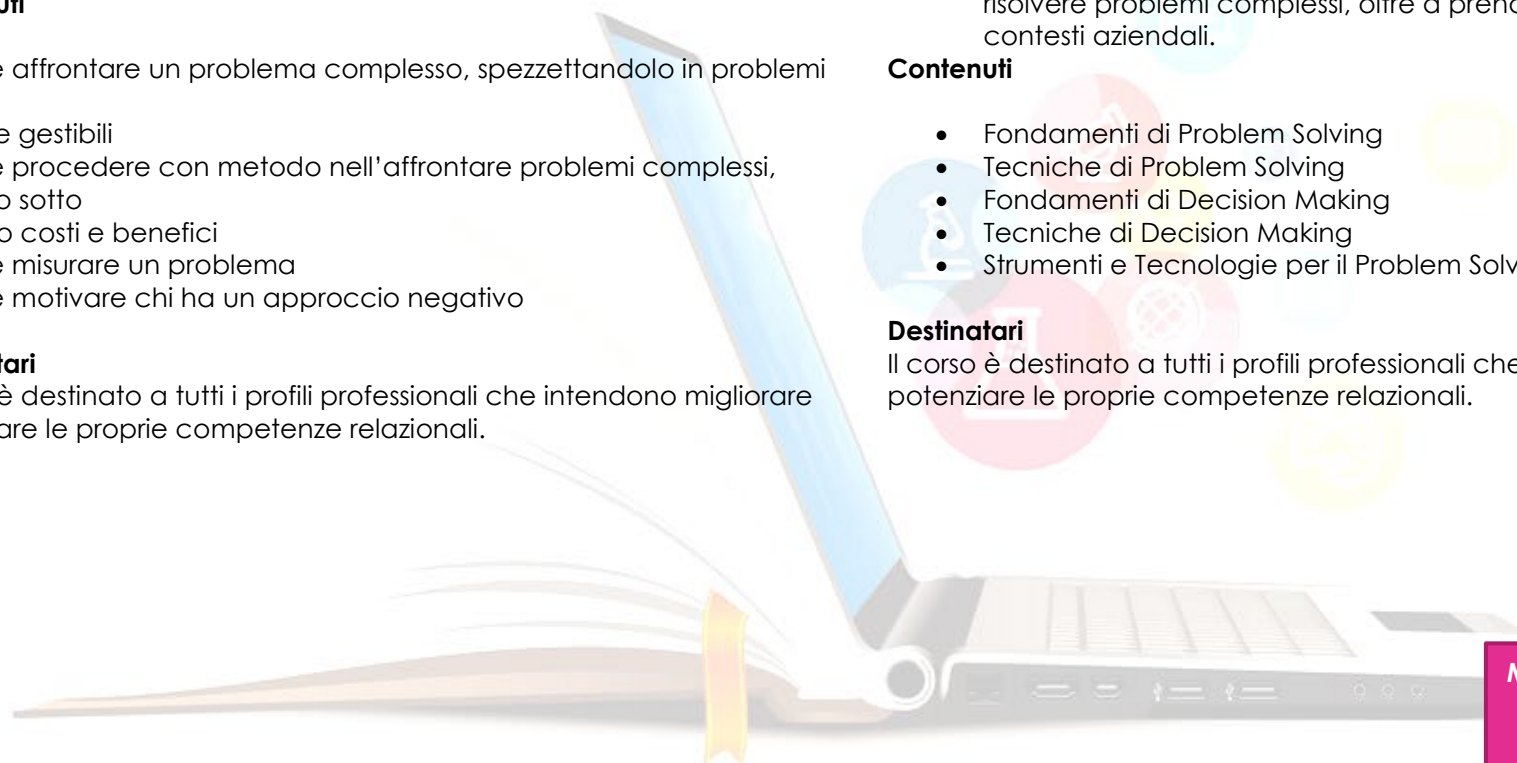 uti
affrontare un problema complesso, spezzettandolo in problemi
e gestibili
procedere con metodo nell'affrontare problemi complessi,
o sotto
o costi e benefici
e misurare un problema
e motivare chi ha un approccio negativo
tari
è destinato a tutti i profili professionali che intendono migliorare
are le proprie competenze relazionali.
risolvere problemi complessi, oltre a prend
contesti aziendali.
Contenuti
• Fondamenti di Problem Solving
• Tecniche di Problem Solving
• Fondamenti di Decision Making
• Tecniche di Decision Making
• Strumenti e Tecnologie per il Problem Solv
Destinatari
Il corso è destinato a tutti i profili professionali che
potenziare le proprie competenze relazionali.
M